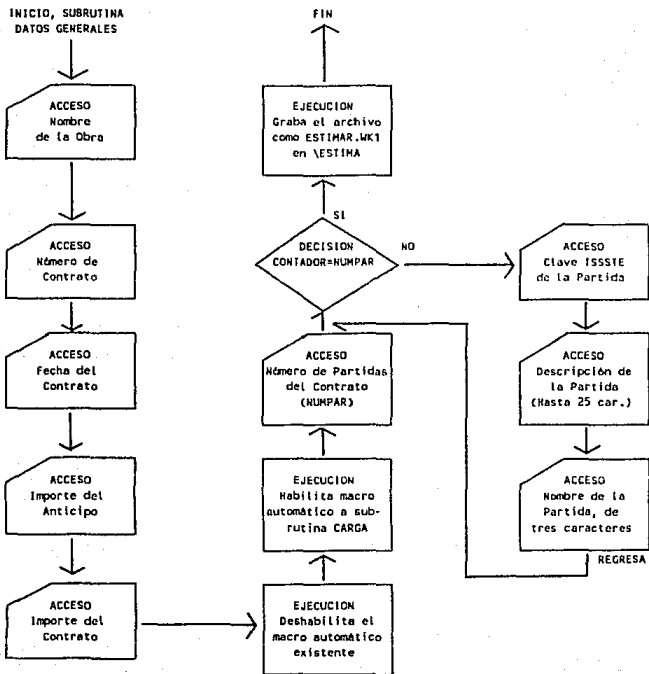 INICIO, SUBRUTINA
DATOS GENERALES
ACCESO
Nombre
de la Obra
ACCESO
Número de
Contrato
ACCESO
Fecha del
Contrato
ACCESO
Importe del
Anticipo
ACCESO
Importe del
Contrato
EJECUCION
Deshabilita el
macro automático
existente
EJECUCION
Habilita macro
automático a sub-
rutina CARGA
ACCESO
Número de Partidas
del Contrato
(NUMPAR)
DECISION
CONTADOR=NUMPAR
SI
EJECUCION
Graba el archivo
como ESTIMAR.WK1
en \ESTIMA
FIN
NO
ACCESO
Clave ISSSTE
de la Partida
ACCESO
Descripción de
la Partida
(Hasta 25 car.)
ACCESO
Nombre de la
Partida, de
tres caracteres
REGRESA